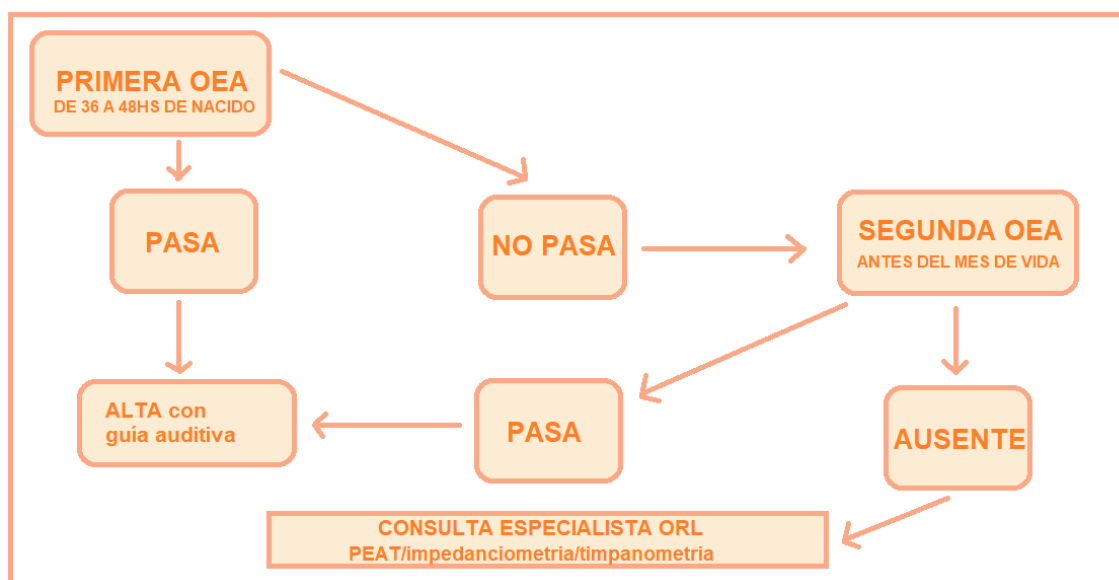 PRIMERA OEA
DE 36 A 48HS DE NACIDO
PASA
NO PASA
SEGUNDA OEA
ANTES DEL MES DE VIDA
ALTA con
guía auditiva
PASA
AUSENTE
CONSULTA ESPECIALISTA ORL
PEAT/impedanciometria/timpanometria